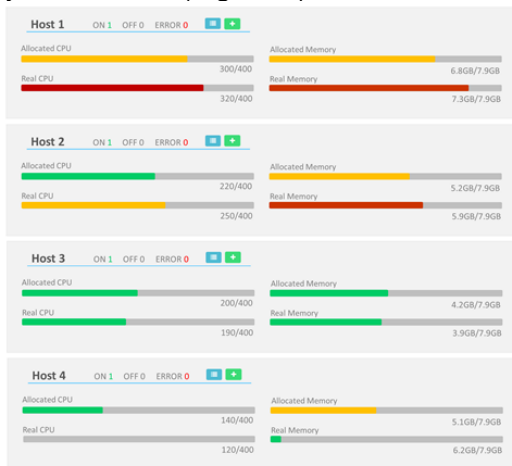 Host 1 ON 1 OFF 0 ERROR 0
Allocated CPU
300/400
Real CPU
320/400
Allocated Memory
6.8GB/7.9GB
Real Memory
7.3GB/7.9GB
Host 2 ON 1 OFF 0 ERROR 0
Allocated CPU
220/400
Real CPU
250/400
Allocated Memory
5.2GB/7.9GB
Real Memory
5.9GB/7.9GB
Host 3 ON 1 OFF 0 ERROR 0
Allocated CPU
200/400
Real CPU
190/400
Allocated Memory
4.2GB/7.9GB
Real Memory
3.9GB/7.9GB
Host 4 ON 1 OFF 0 ERROR 0
Allocated CPU
140/400
Real CPU
120/400
Allocated Memory
5.1GB/7.9GB
Real Memory
6.2GB/7.9GB